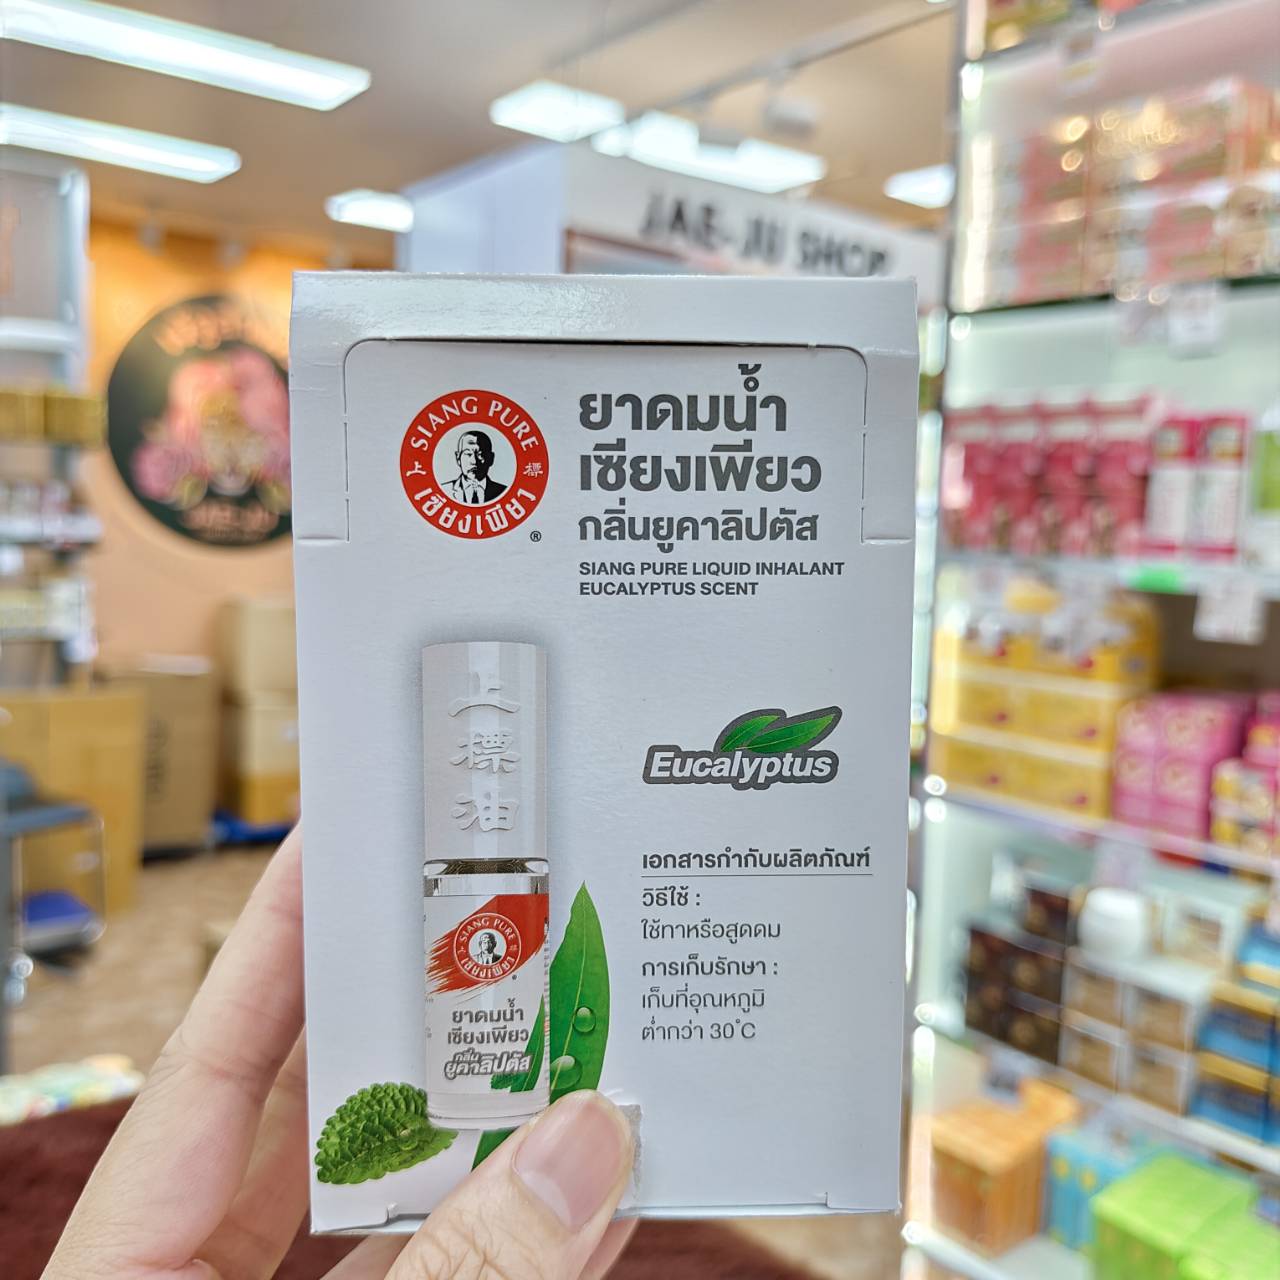 JAE-JU SHOP
SIANG PURE
上 標
เซียงเพียว
®
ยาดมน้ำ
เซียงเพียว
กลิ่นยูคาลิปตัส
SIANG PURE LIQUID INHALANT
EUCALYPTUS SCENT
上
標
油
Eucalyptus
เอกสารกำกับผลิตภัณฑ์
วิธีใช้ :
ใช้ทาหรือสูดดม
การเก็บรักษา :
เก็บที่อุณหภูมิ
ต่ำกว่า 30°C
SIANG PURE
上 標
เซียงเพียว
®
ยาดมน้ำ
เซียงเพียว
กลิ่น
ยูคาลิปตัส